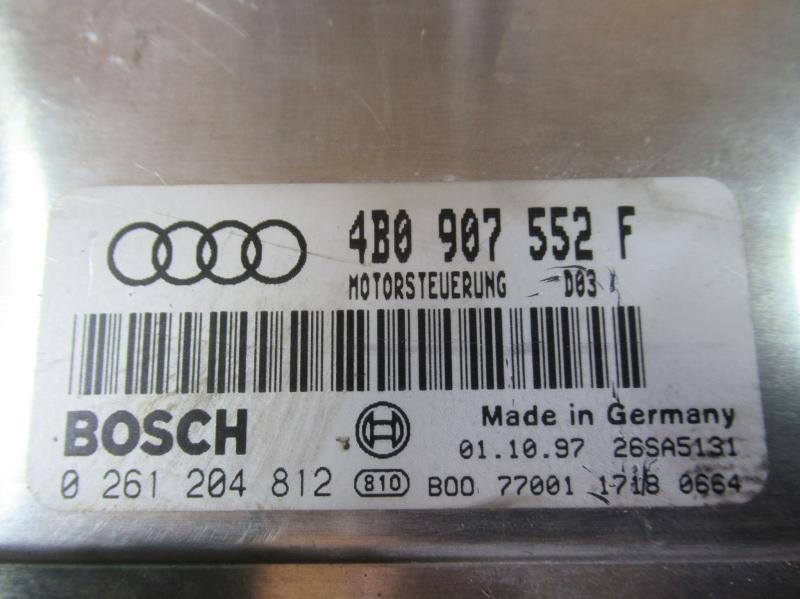 4B0 907 552 F
MOTORSTEUERUNG D03
BOSCH
Made in Germany
01.10.97 26SA5131
0 261 204 812 810 B00 77001 1718 0664